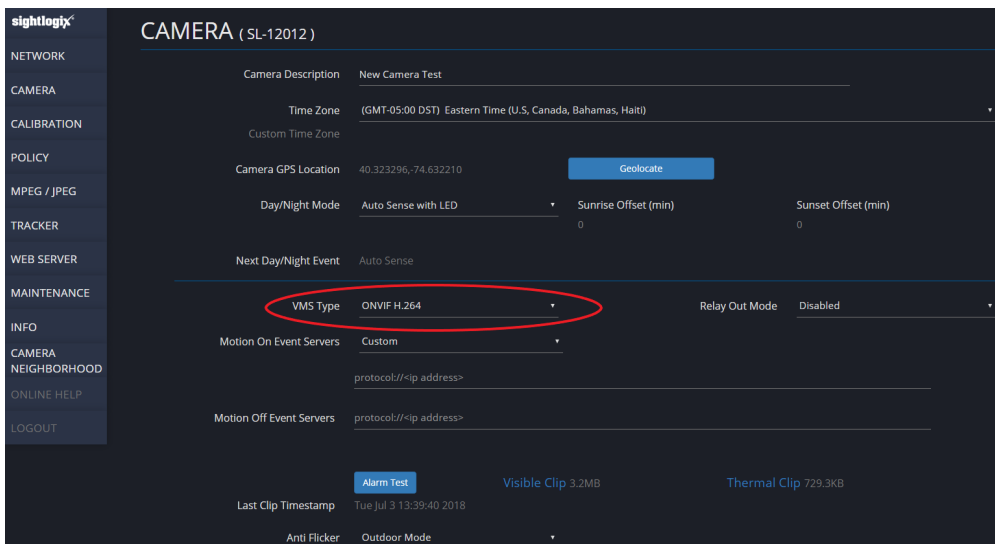 sightlogix
NETWORK
CAMERA
CALIBRATION
POLICY
MPEG / JPEG
TRACKER
WEB SERVER
MAINTENANCE
INFO
CAMERA
NEIGHBORHOOD
ONLINE HELP
LOGOUT
CAMERA ( SL-12012 )
Camera Description New Camera Test
Time Zone (GMT-05:00 DST) Eastern Time (U.S, Canada, Bahamas, Haiti)
Custom Time Zone
Camera GPS Location 40.323296,-74.632210 Geolocate
Day/Night Mode Auto Sense with LED Sunrise Offset (min) Sunset Offset (min)
0 0
Next Day/Night Event Auto Sense
VMS Type ONVIF H.264 Relay Out Mode Disabled
Motion On Event Servers Custom
protocol://<ip address>
Motion Off Event Servers protocol://<ip address>
Alarm Test Visible Clip 3.2MB Thermal Clip 729.3KB
Last Clip Timestamp Tue Jul 3 13:39:40 2018
Anti Flicker Outdoor Mode